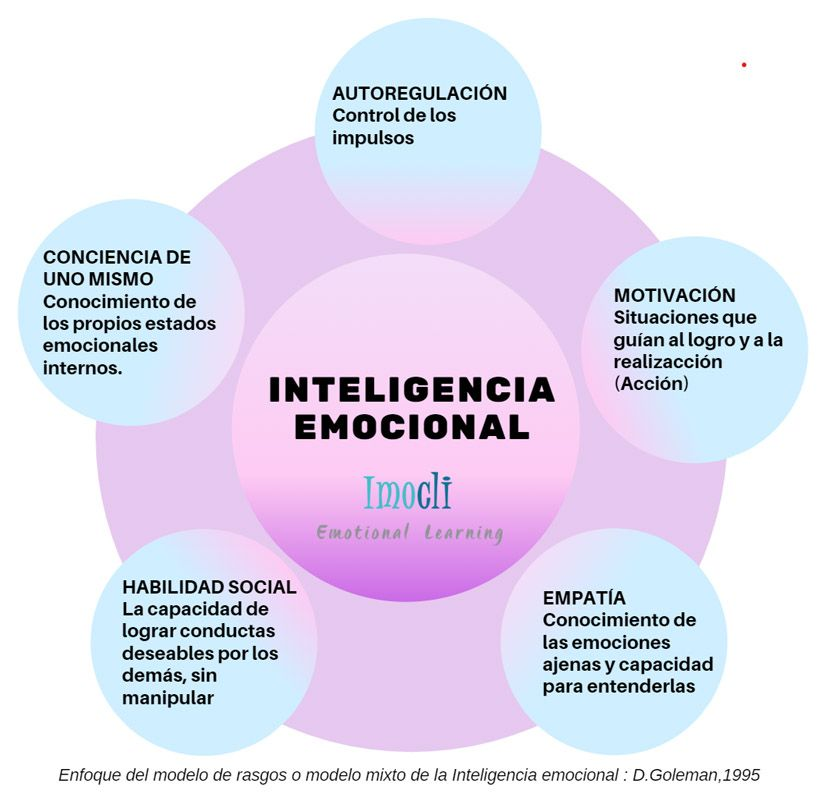 AUTOREGULACIÓN
Control de los
impulsos
CONCIENCIA DE
UNO MISMO
Conocimiento de
los propios estados
emocionales
internos.
MOTIVACIÓN
Situaciones que
guían al logro y a la
realizacción
(Acción)
INTELIGENCIA
EMOCIONAL
Imocli
Emotional Learning
HABILIDAD SOCIAL
La capacidad de
lograr conductas
deseables por los
demás, sin
manipular
EMPATÍA
Conocimiento de
las emociones
ajenas y capacidad
para entenderlas
Enfoque del modelo de rasgos o modelo mixto de la Inteligencia emocional : D.Goleman,1995